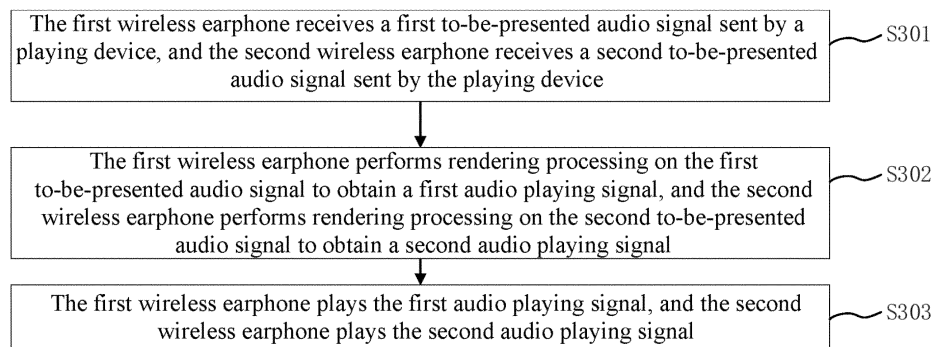 The first wireless earphone receives a first to-be-presented audio signal sent by a
playing device, and the second wireless earphone receives a second to-be-presented
audio signal sent by the playing device
S301
The first wireless earphone performs rendering processing on the first
to-be-presented audio signal to obtain a first audio playing signal, and the second
wireless earphone performs rendering processing on the second to-be-presented
audio signal to obtain a second audio playing signal
S302
The first wireless earphone plays the first audio playing signal, and the second
wireless earphone plays the second audio playing signal
S303